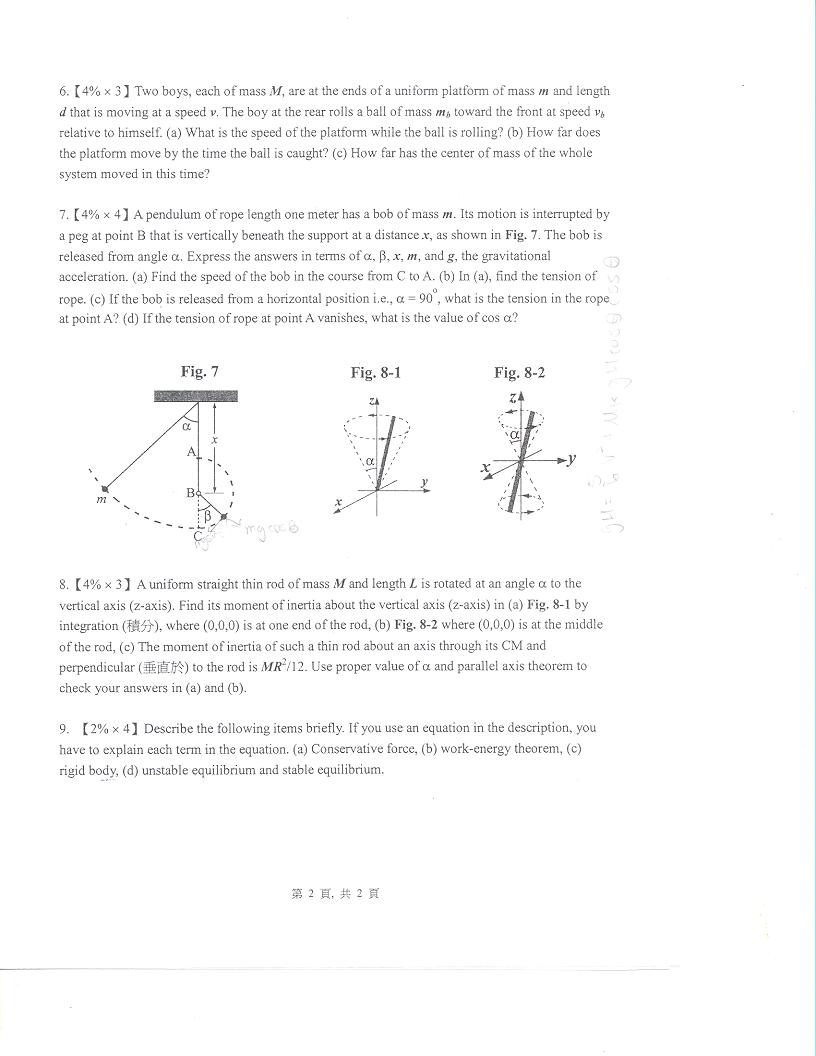 6.【4% × 3】Two boys, each of mass M, are at the ends of a uniform platform of mass m and length
d that is moving at a speed v. The boy at the rear rolls a ball of mass m_b toward the front at speed v_b
relative to himself. (a) What is the speed of the platform while the ball is rolling? (b) How far does
the platform move by the time the ball is caught? (c) How far has the center of mass of the whole
system moved in this time?
7.【4% × 4】A pendulum of rope length one meter has a bob of mass m. Its motion is interrupted by
a peg at point B that is vertically beneath the support at a distance x, as shown in Fig. 7. The bob is
released from angle α. Express the answers in terms of α, β, x, m, and g, the gravitational
acceleration. (a) Find the speed of the bob in the course from C to A. (b) In (a), find the tension of
rope. (c) If the bob is released from a horizontal position i.e., α = 90°, what is the tension in the rope
at point A? (d) If the tension of rope at point A vanishes, what is the value of cos α?
Fig. 7 Fig. 8-1 Fig. 8-2
α
x
A
B
m
β
C
mg cos β
z
α
y
x
z
α
y
x
8.【4% × 3】A uniform straight thin rod of mass M and length L is rotated at an angle α to the
vertical axis (z-axis). Find its moment of inertia about the vertical axis (z-axis) in (a) Fig. 8-1 by
integration (積分), where (0,0,0) is at one end of the rod, (b) Fig. 8-2 where (0,0,0) is at the middle
of the rod, (c) The moment of inertia of such a thin rod about an axis through its CM and
perpendicular (垂直於) to the rod is MR²/12. Use proper value of α and parallel axis theorem to
check your answers in (a) and (b).
9. 【2% × 4】Describe the following items briefly. If you use an equation in the description, you
have to explain each term in the equation. (a) Conservative force, (b) work-energy theorem, (c)
rigid body, (d) unstable equilibrium and stable equilibrium.
第 2 頁, 共 2 頁